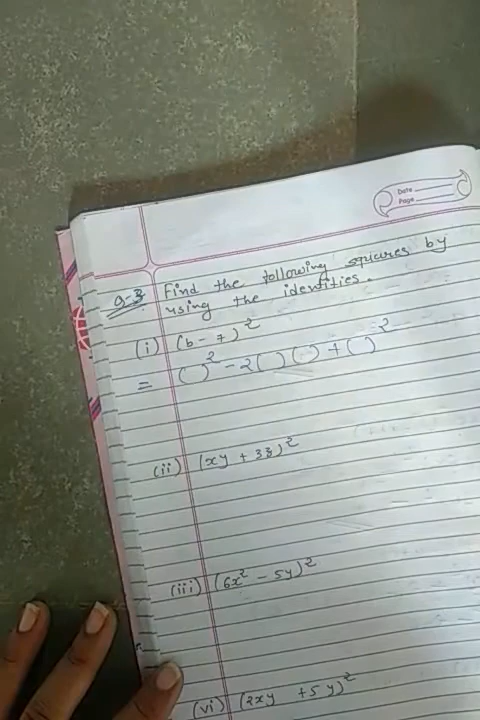 Date
Page
Q-3 Find the following squares by
using the identities.
(i) (b - 7)²
= ( )² - 2( )( ) + ( )²
(ii) (xy + 3z)²
(iii) (6x² - 5y)²
(vi) (2xy + 5y)²